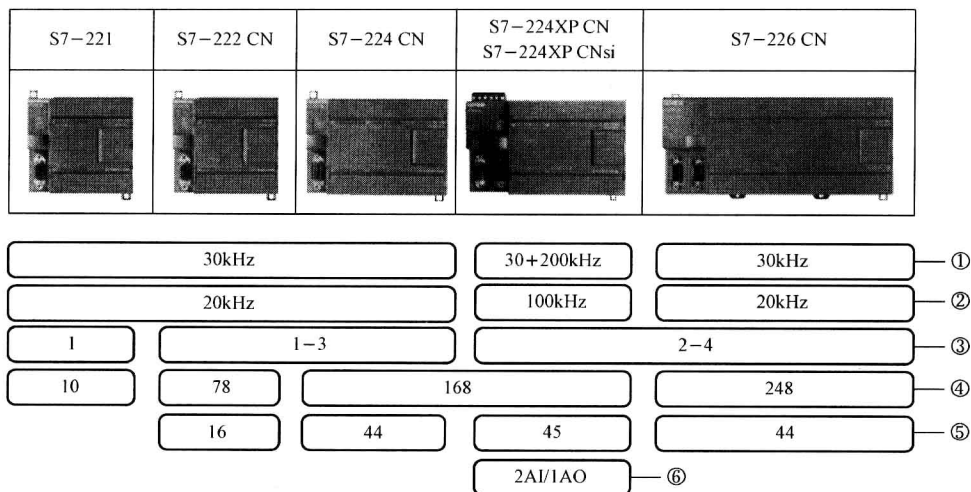 S7-221
S7-222 CN
S7-224 CN
S7-224XP CN
S7-224XP CNsi
S7-226 CN
30kHz
30+200kHz
30kHz
①
20kHz
100kHz
20kHz
②
1
1-3
2-4
③
10
78
168
248
④
16
44
45
44
⑤
2AI/1AO
⑥